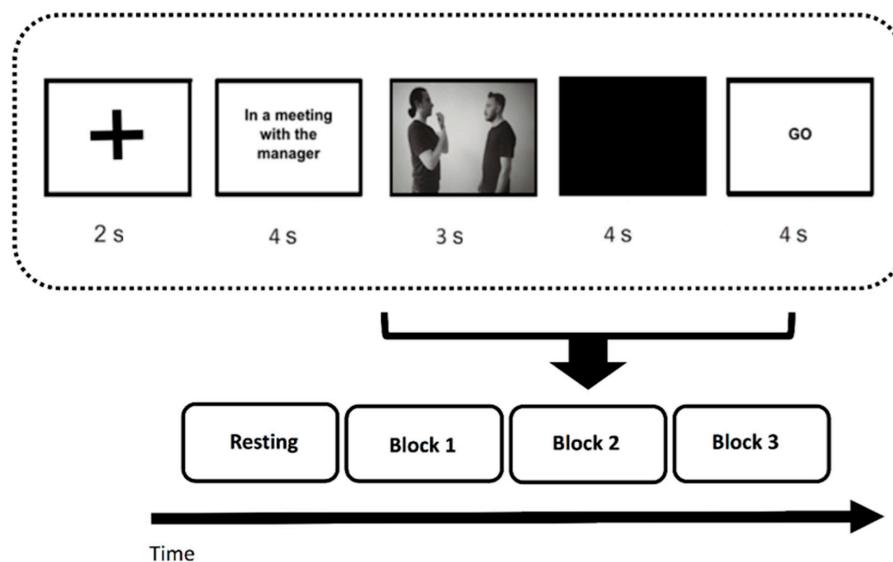 In a meeting
with the
manager
GO
2 s
4 s
3 s
4 s
4 s
Resting
Block 1
Block 2
Block 3
Time